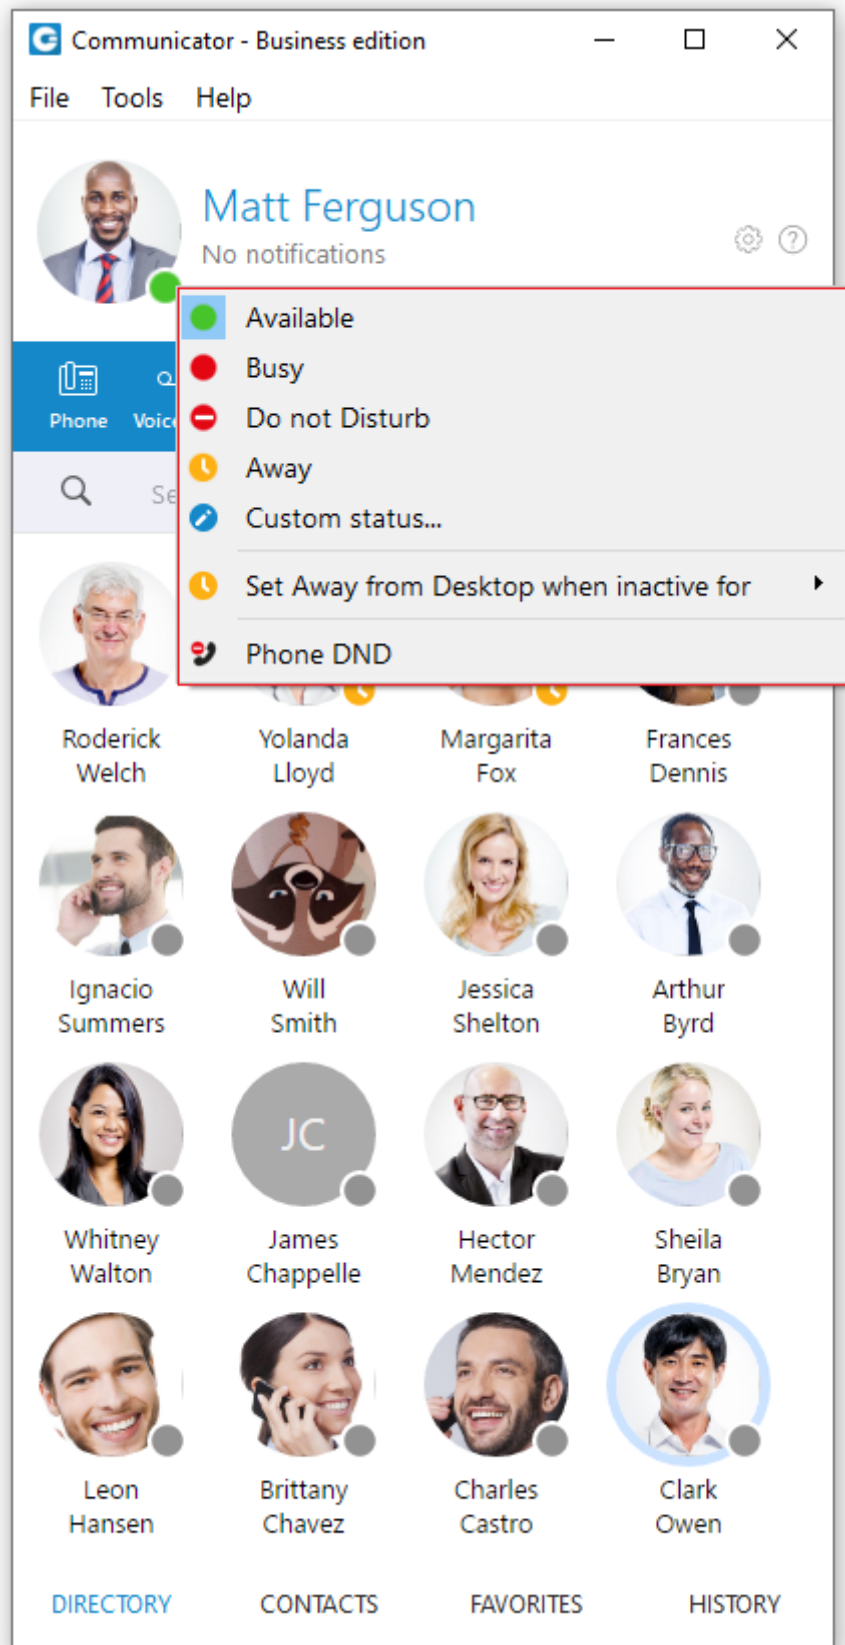 Communicator - Business edition
File Tools Help
Matt Ferguson
No notifications
Available
Busy
Do not Disturb
Away
Custom status...
Set Away from Desktop when inactive for
Phone DND
Phone
Roderick Welch
Yolanda Lloyd
Margarita Fox
Frances Dennis
Ignacio Summers
Will Smith
Jessica Shelton
Arthur Byrd
Whitney Walton
JC
James Chappelle
Hector Mendez
Sheila Bryan
Leon Hansen
Brittany Chavez
Charles Castro
Clark Owen
DIRECTORY CONTACTS FAVORITES HISTORY